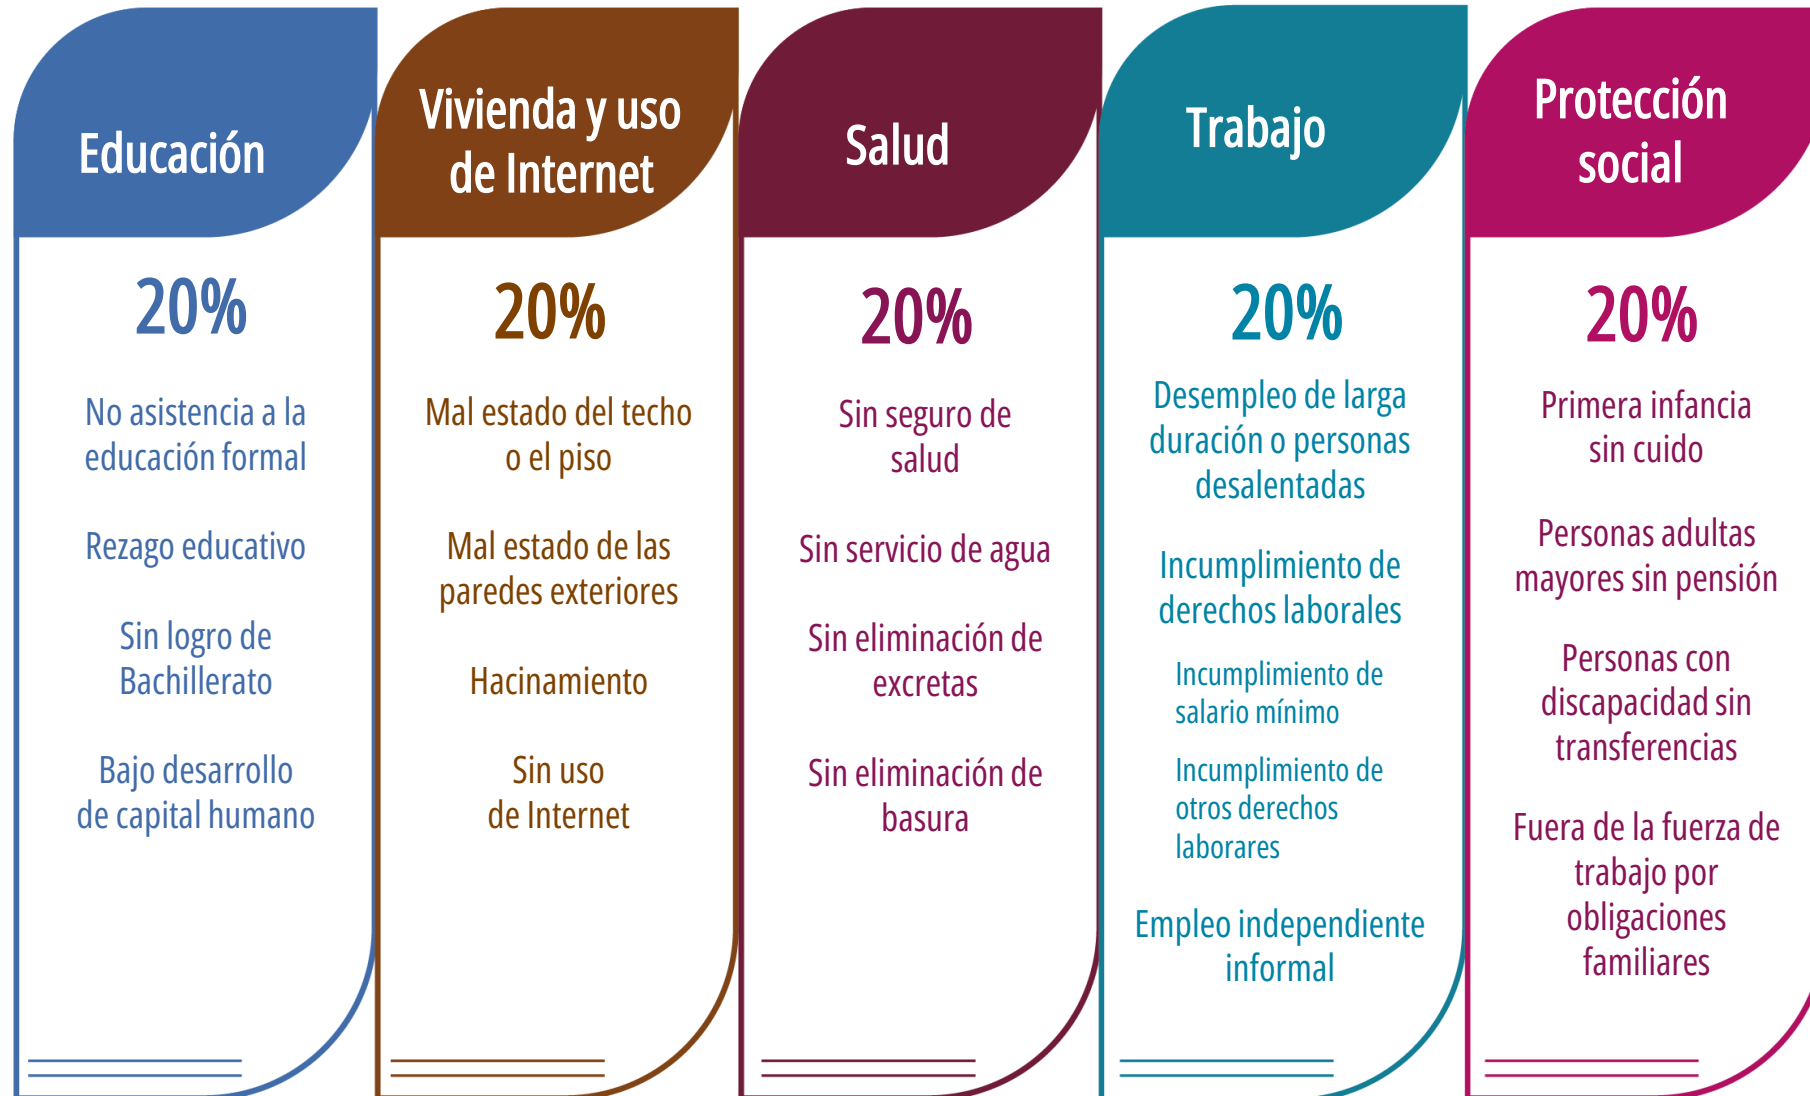 Educación
20%
No asistencia a la
educación formal
Rezago educativo
Sin logro de
Bachillerato
Bajo desarrollo
de capital humano
Vivienda y uso
de Internet
20%
Mal estado del techo
o el piso
Mal estado de las
paredes exteriores
Hacinamiento
Sin uso
de Internet
Salud
20%
Sin seguro de
salud
Sin servicio de agua
Sin eliminación de
excretas
Sin eliminación de
basura
Trabajo
20%
Desempleo de larga
duración o personas
desalentadas
Incumplimiento de
derechos laborales
Incumplimiento de
salario mínimo
Incumplimiento de
otros derechos
laborares
Empleo independiente
informal
Protección
social
20%
Primera infancia
sin cuido
Personas adultas
mayores sin pensión
Personas con
discapacidad sin
transferencias
Fuera de la fuerza de
trabajo por
obligaciones
familiares